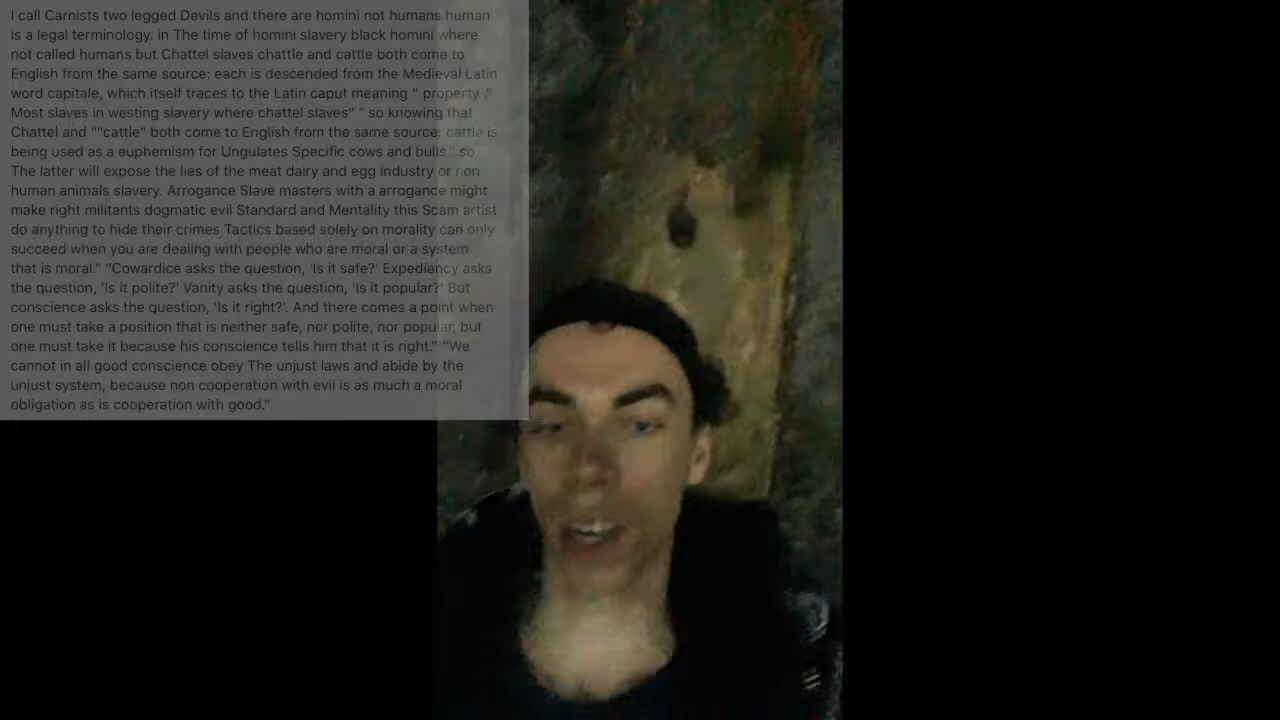 I call Carnists two legged Devils and there are homini not humans human
is a legal terminology. in The time of homini slavery black homini where
not called humans but Chattel slaves chattle and cattle both come to
English from the same source: each is descended from the Medieval Latin
word capitale, which itself traces to the Latin caput meaning " property ."
Most slaves in westing slavery where chattel slaves" " so knowing that
Chattel and ""cattle" both come to English from the same source: cattle is
being used as a euphemism for Ungulates Specific cows and bulls." so
The latter will expose the lies of the meat dairy and egg industry or non
human animals slavery. Arrogance Slave masters with a arrogance might
make right militants dogmatic evil Standard and Mentality this Scam artist
do anything to hide their crimes Tactics based solely on morality can only
succeed when you are dealing with people who are moral or a system
that is moral." "Cowardice asks the question, 'Is it safe?' Expediency asks
the question, 'Is it polite?' Vanity asks the question, 'Is it popular?' But
conscience asks the question, 'Is it right?'. And there comes a point when
one must take a position that is neither safe, nor polite, nor popular, but
one must take it because his conscience tells him that it is right." "We
cannot in all good conscience obey The unjust laws and abide by the
unjust system, because non cooperation with evil is as much a moral
obligation as is cooperation with good."